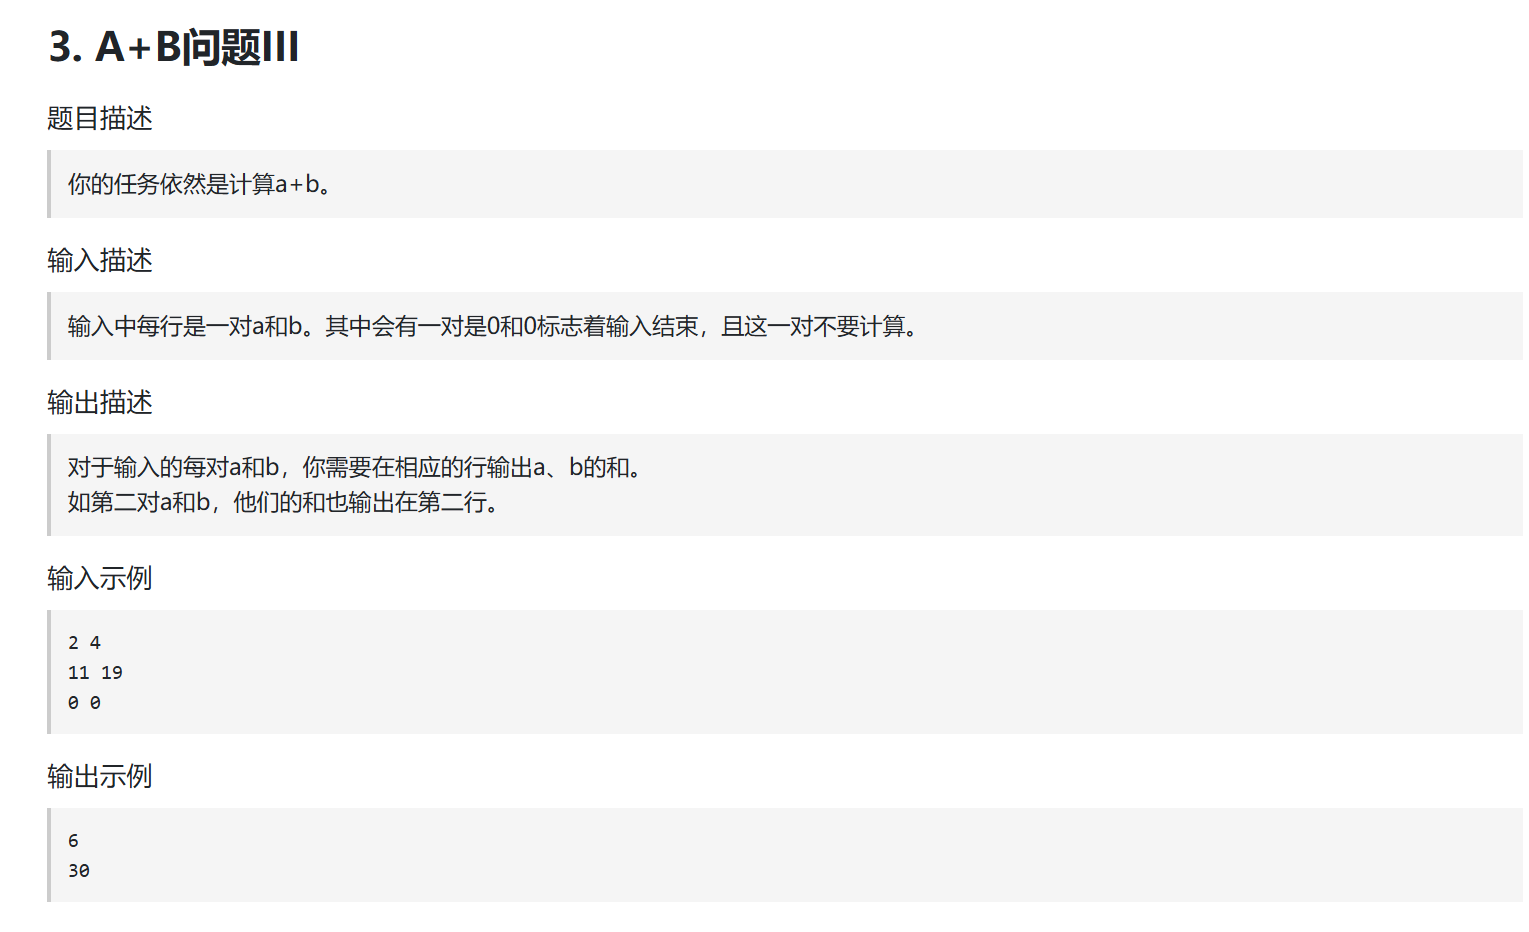 3. A+B问题III
题目描述
你的任务依然是计算a+b。
输入描述
输入中每行是一对a和b。其中会有一对是0和0标志着输入结束，且这一对不要计算。
输出描述
对于输入的每对a和b，你需要在相应的行输出a、b的和。
如第二对a和b，他们的和也输出在第二行。
输入示例
2 4
11 19
0 0
输出示例
6
30